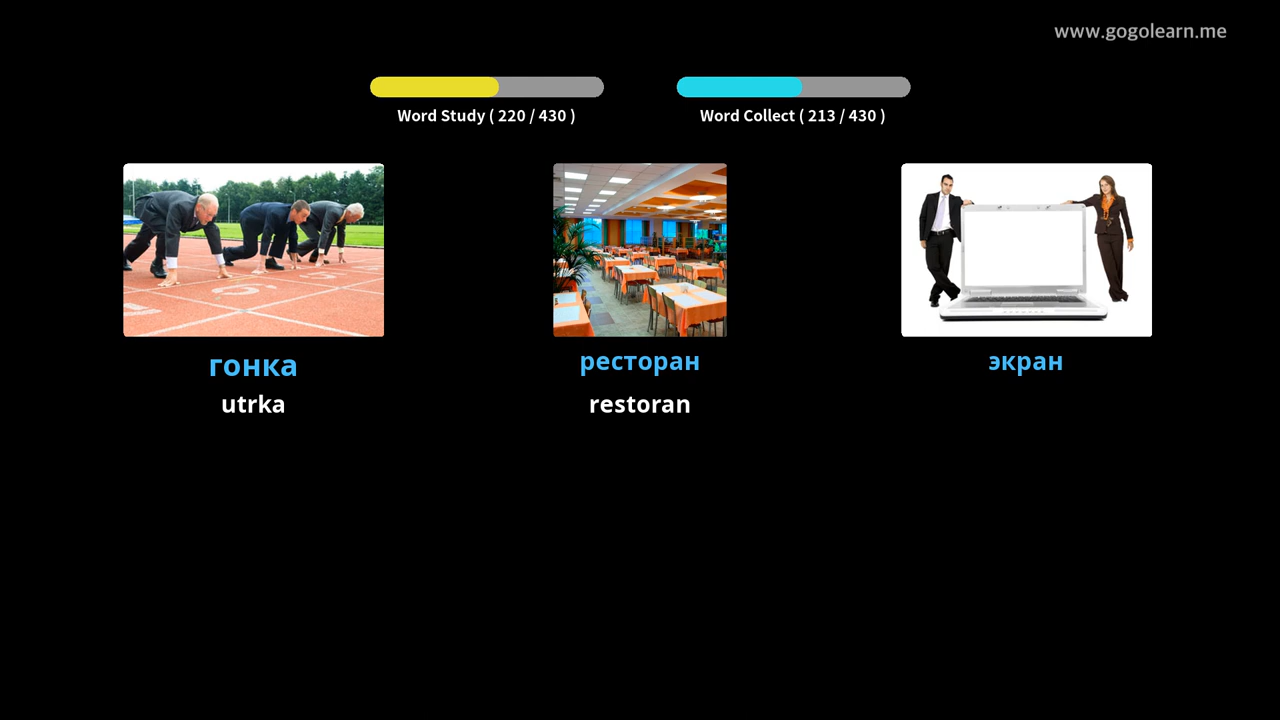 www.gogolearn.me
Word Study ( 220 / 430 )
Word Collect ( 213 / 430 )
гонка
utrka
ресторан
restoran
экран